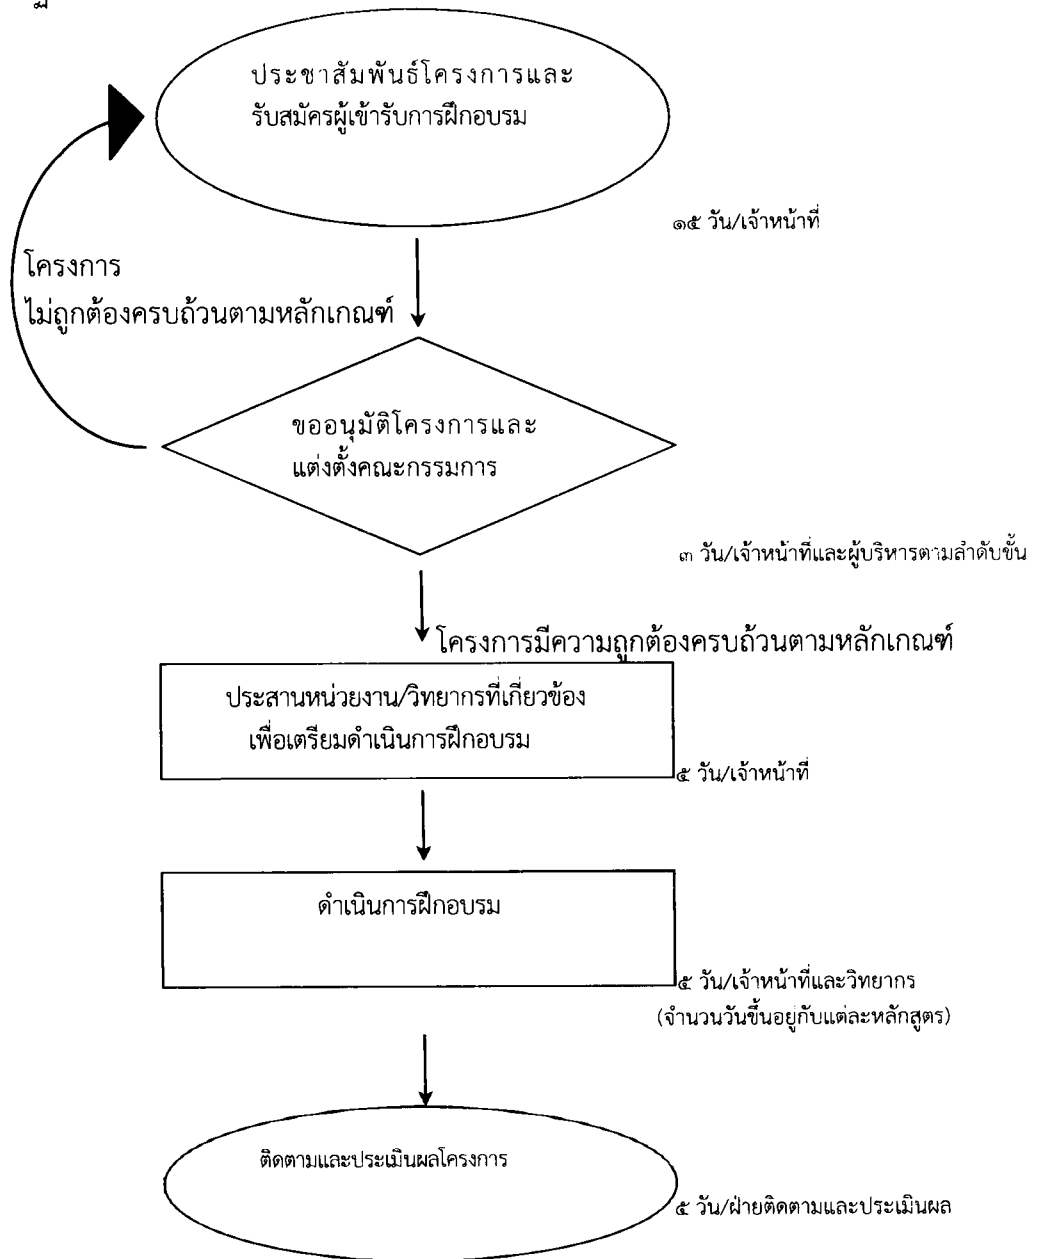 ประชาสัมพันธ์โครงการและ
รับสมัครผู้เข้ารับการฝึกอบรม
๑๕ วัน/เจ้าหน้าที่
โครงการ
ไม่ถูกต้องครบถ้วนตามหลักเกณฑ์
ขออนุมัติโครงการและ
แต่งตั้งคณะกรรมการ
๓ วัน/เจ้าหน้าที่และผู้บริหารตามลำดับขั้น
โครงการมีความถูกต้องครบถ้วนตามหลักเกณฑ์
ประสานหน่วยงาน/วิทยากรที่เกี่ยวข้อง
เพื่อเตรียมดำเนินการฝึกอบรม
๕ วัน/เจ้าหน้าที่
ดำเนินการฝึกอบรม
๕ วัน/เจ้าหน้าที่และวิทยากร
(จำนวนวันขึ้นอยู่กับแต่ละหลักสูตร)
ติดตามและประเมินผลโครงการ
๕ วัน/ฝ่ายติดตามและประเมินผล